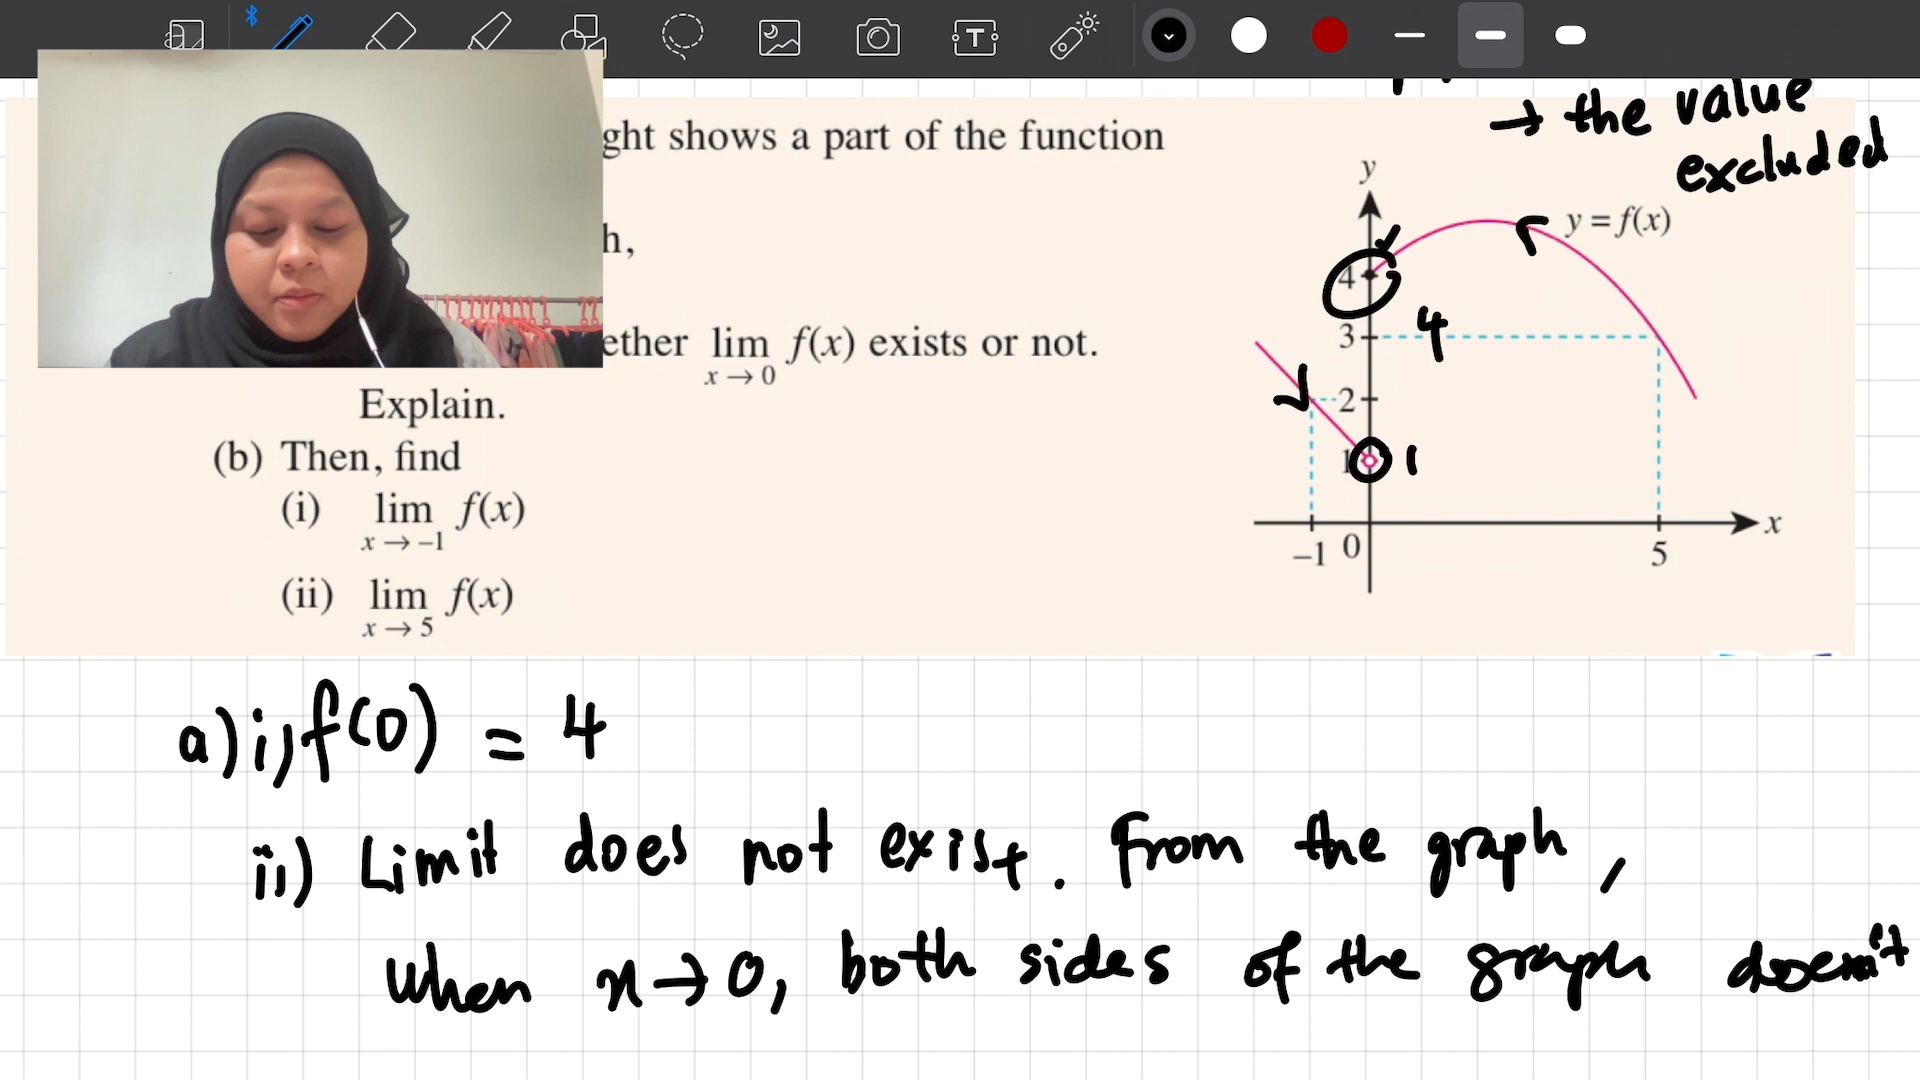 → the value
excluded
ght shows a part of the function
h,
ether lim f(x) exists or not.
x → 0
Explain.
(b) Then, find
(i) lim f(x)
x → −1
(ii) lim f(x)
x → 5
y
y = f(x)
4
3
4
2
1
1
x
−1
0
5
a) i) f(0) = 4
ii) Limit does not exist. From the graph,
when x → 0, both sides of the graph doesn't